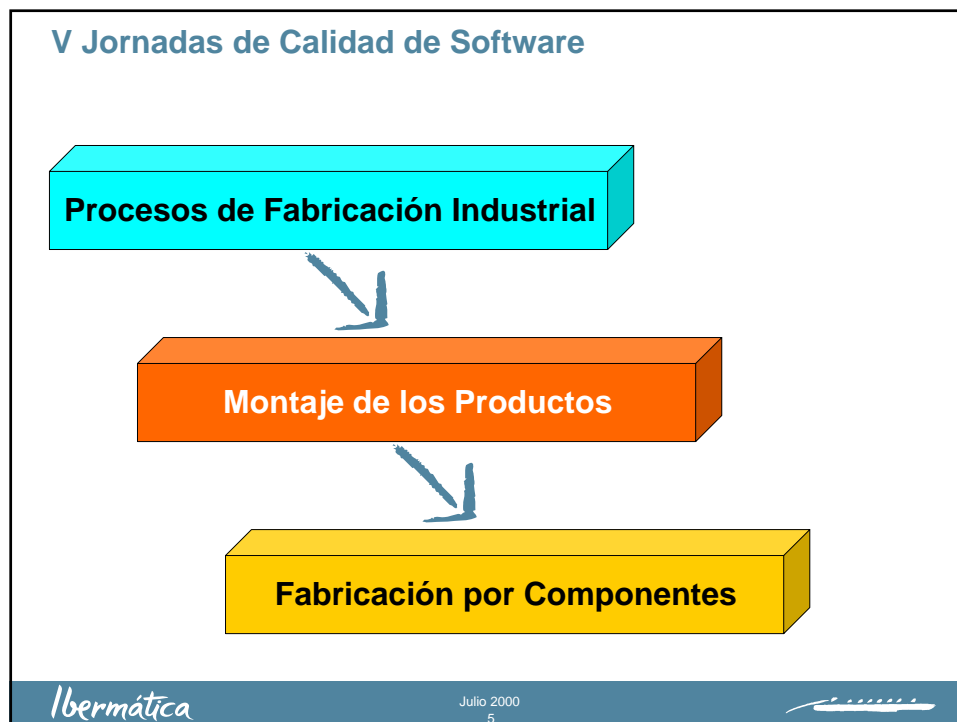 V Jornadas de Calidad de Software
Procesos de Fabricación Industrial
Montaje de los Productos
Fabricación por Componentes
Ibermática
Julio 2000
5